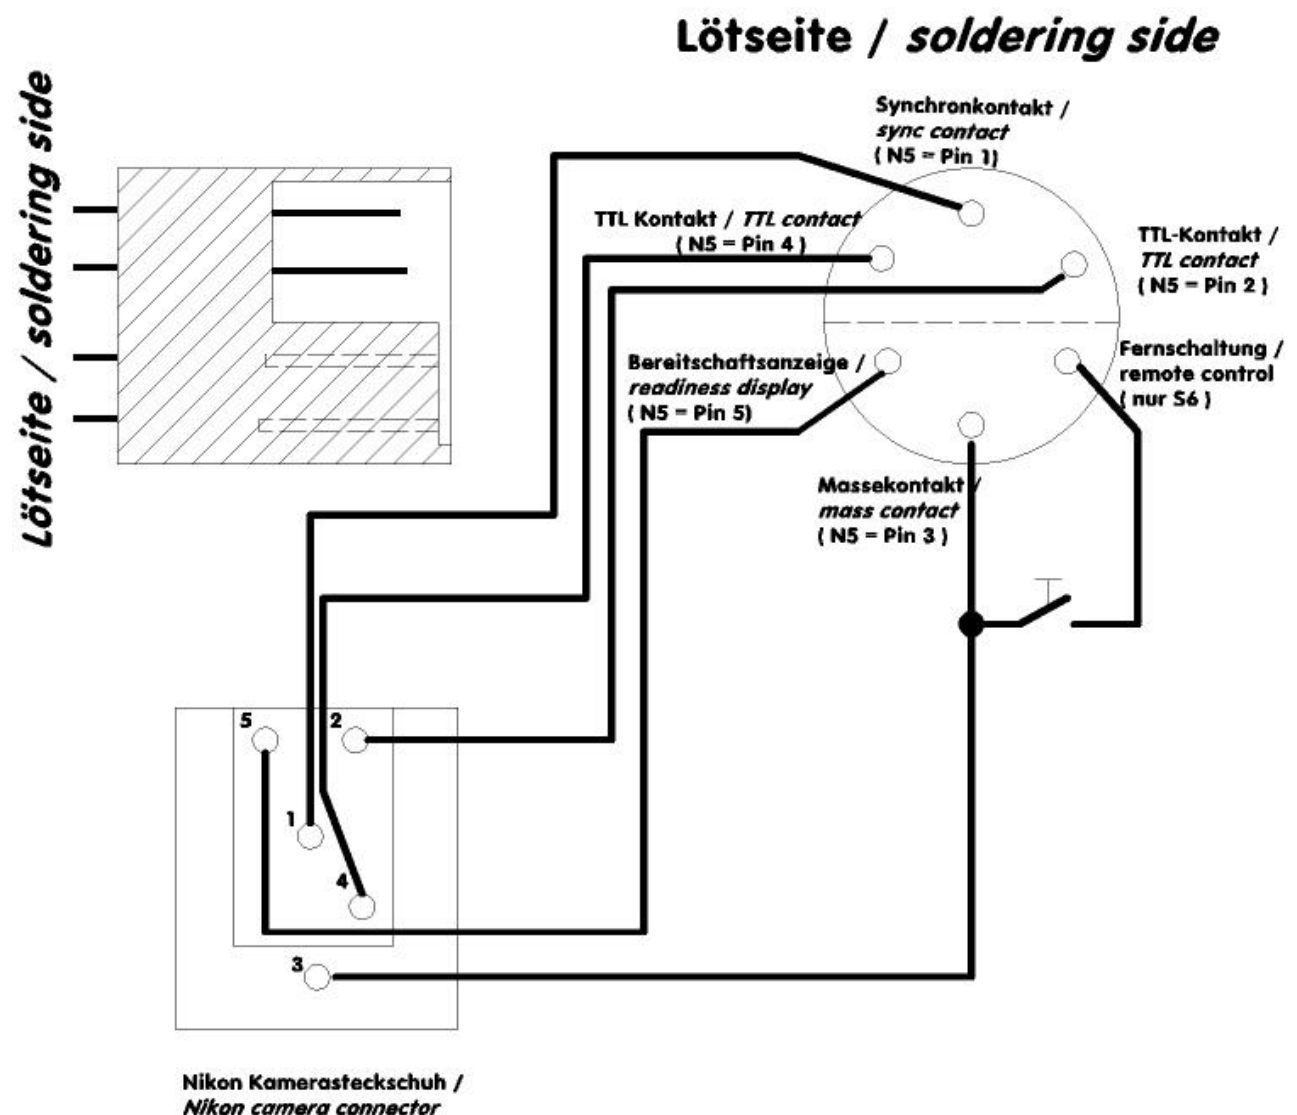 Lötseite / soldering side
Lötseite / soldering side
Synchronkontakt /
sync contact
( N5 = Pin 1)
TTL Kontakt / TTL contact
( N5 = Pin 4 )
TTL-Kontakt /
TTL contact
( N5 = Pin 2 )
Bereitschaftsanzeige /
readiness display
( N5 = Pin 5)
Fernschaltung /
remote control
( nur S6 )
Massekontakt /
mass contact
( N5 = Pin 3 )
5
2
1
4
3
Nikon Kamerasteckschuh /
Nikon camera connector